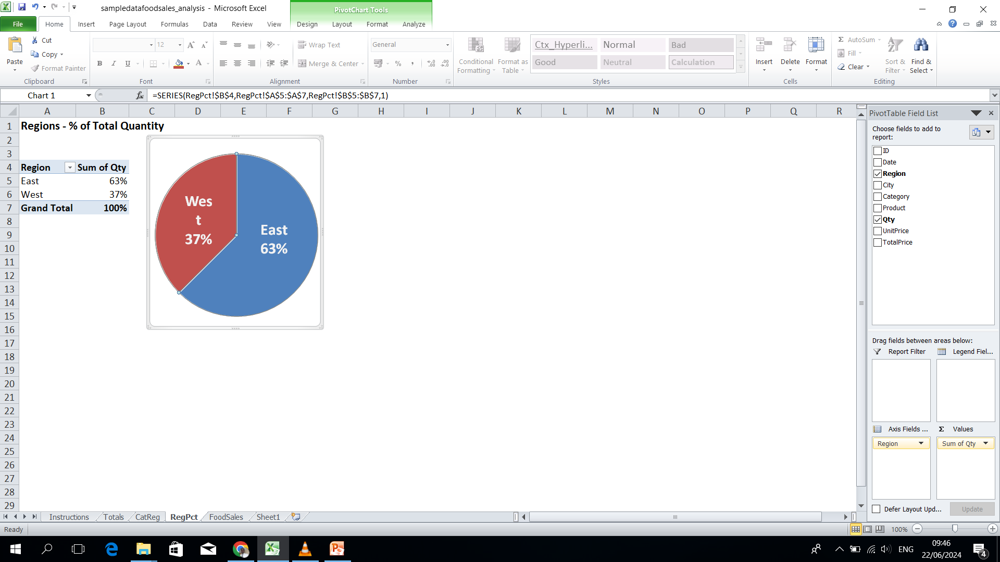 sampledatafoodsales_analysis - Microsoft Excel
PivotChart Tools
File Home Insert Page Layout Formulas Data Review View Design Layout Format Analyze
Paste
Cut
Copy
Format Painter
Clipboard
12
B I U A
Font
Wrap Text
Merge & Center
Alignment
General
% ,
Number
Conditional Formatting
Format as Table
Ctx_Hyperli... Normal Bad
Good Neutral Calculation
Styles
Insert Delete Format
Cells
Σ AutoSum
Fill
Clear
Sort & Filter
Find & Select
Editing
Chart 1 fx =SERIES(RegPct!$B$4,RegPct!$A$5:$A$7,RegPct!$B$5:$B$7,1)
A B C D E F G H I J K L M N O P Q R
1 Regions - % of Total Quantity
2
3
4 Region Sum of Qty
5 East 63%
6 West 37%
7 Grand Total 100%
8
9
10
11
12
13
14
15
16
17
18
19
20
21
22
23
24
25
26
27
28
29
Wes
t
37%
East
63%
PivotTable Field List
Choose fields to add to
report:
ID
Date
Region
City
Category
Product
Qty
UnitPrice
TotalPrice
Drag fields between areas below:
Report Filter Legend Fiel...
Axis Fields ... Σ Values
Region Sum of Qty
Defer Layout Upd... Update
Instructions Totals CatReg RegPct FoodSales Sheet1
Ready 100%
ENG
09:46
22/06/2024
4